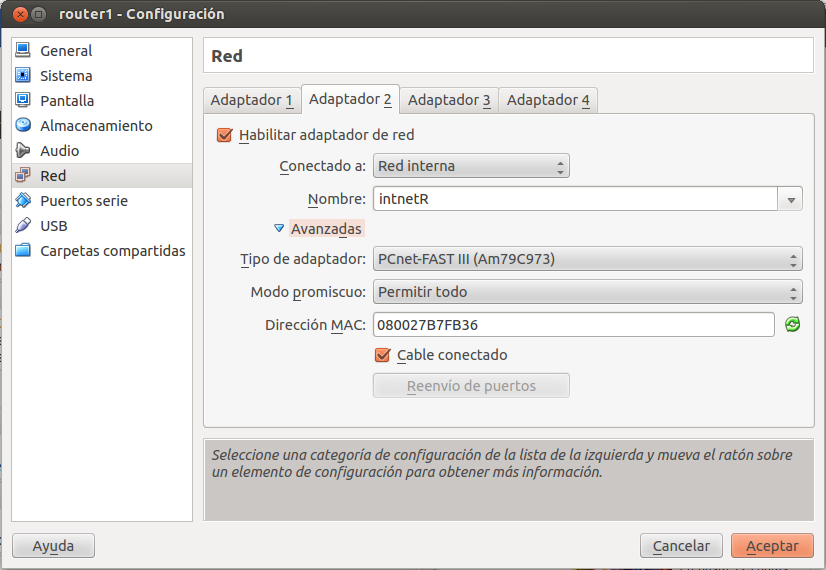 router1 - Configuración
General
Sistema
Pantalla
Almacenamiento
Audio
Red
Puertos serie
USB
Carpetas compartidas
Red
Adaptador 1 Adaptador 2 Adaptador 3 Adaptador 4
Habilitar adaptador de red
Conectado a: Red interna
Nombre: intnetR
Avanzadas
Tipo de adaptador: PCnet-FAST III (Am79C973)
Modo promiscuo: Permitir todo
Dirección MAC: 080027B7FB36
Cable conectado
Reenvío de puertos
Seleccione una categoría de configuración de la lista de la izquierda y mueva el ratón sobre
un elemento de configuración para obtener más información.
Ayuda Cancelar Aceptar